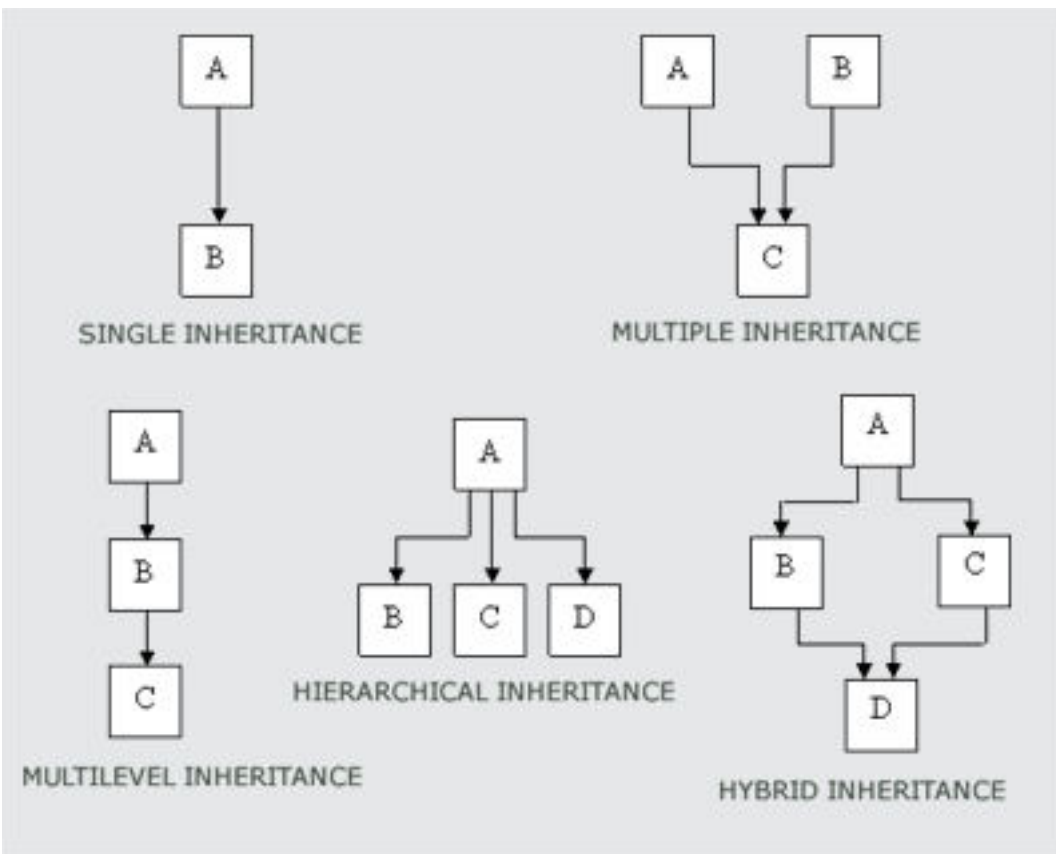 A
B
SINGLE INHERITANCE
A B
C
MULTIPLE INHERITANCE
A
B
C
MULTILEVEL INHERITANCE
A
B C D
HIERARCHICAL INHERITANCE
A
B C
D
HYBRID INHERITANCE